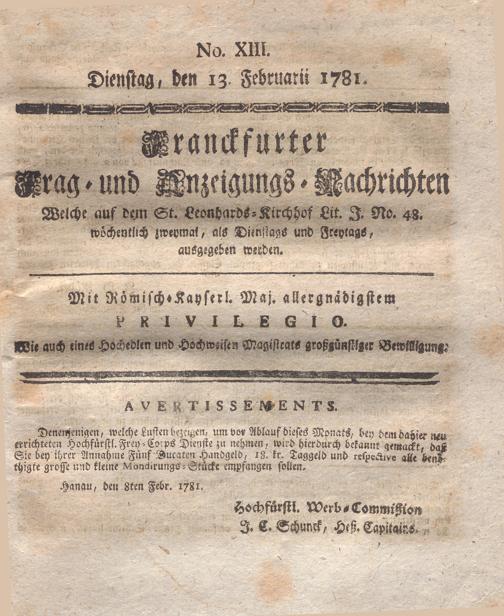 No. XIII.
Dienstag, den 13. Februarii 1781.
Franckfurter
Frag- und Anzeigungs-Nachrichten
Welche auf dem St. Leonhards-Kirchhof Lit. J. No. 48.
wöchentlich zweymal, als Dienstags und Freytags,
ausgegeben werden.
Mit Römisch-Kayserl. Maj. allergnädigstem
PRIVILEGIO.
Wie auch eines Hochedlen und Hochweisen Magistrats großgünstiger Bewilligung.
AVERTISSEMENTS.
Denenjenigen, welche Lusten bezeigen, um vor Ablauf dieses Monats, bey dem dahier neu
errichteten Hochfürstl. Frey-Corps Dienste zu nehmen, wird hierdurch bekannt gemackt, daß
Sie bey ihrer Annahme Fünf Ducaten Handgeld, 18. kr. Taggeld und respective alle benö-
thigte grosse und kleine Mondirungs-Stücke empfangen sollen.
Hanau, den 8ten Febr. 1781.
Hochfürstl. Werb-Commißion
J. C. Schunck, Heß. Capitains.